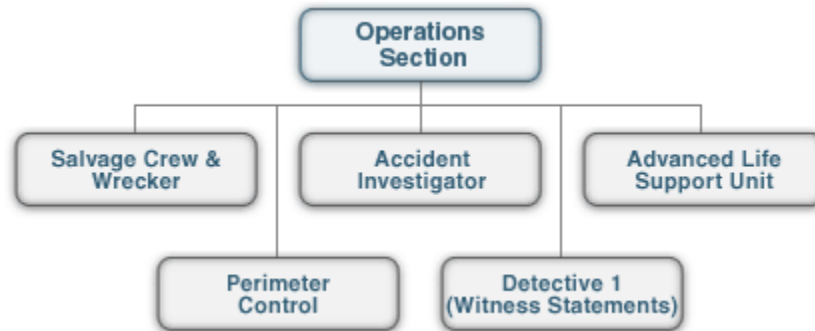 Operations
Section
Salvage Crew &
Wrecker
Accident
Investigator
Advanced Life
Support Unit
Perimeter
Control
Detective 1
(Witness Statements)